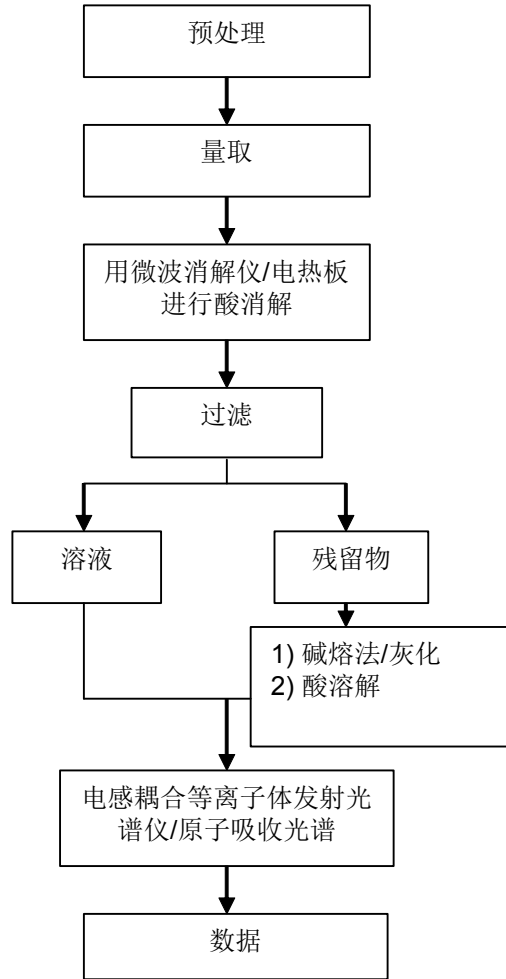 预处理
量取
用微波消解仪/电热板
进行酸消解
过滤
溶液
残留物
1) 碱熔法/灰化
2) 酸溶解
电感耦合等离子体发射光
谱仪/原子吸收光谱
数据